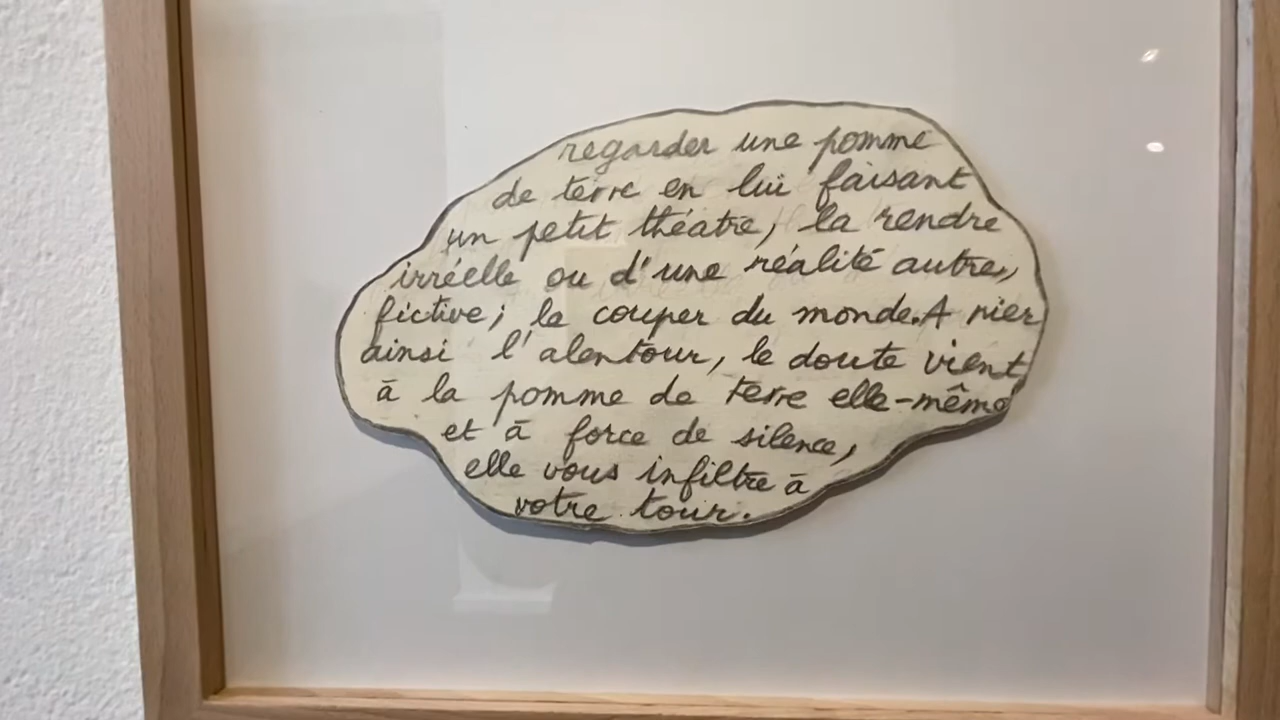 regarder une pomme
de terre en lui faisant
un petit théatre, la rendre
irréelle ou d'une réalité autre,
fictive; la couper du monde. A nier
ainsi l'alentour, le doute vient
à la pomme de terre elle-même
et à force de silence,
elle vous infiltre à
votre tour.